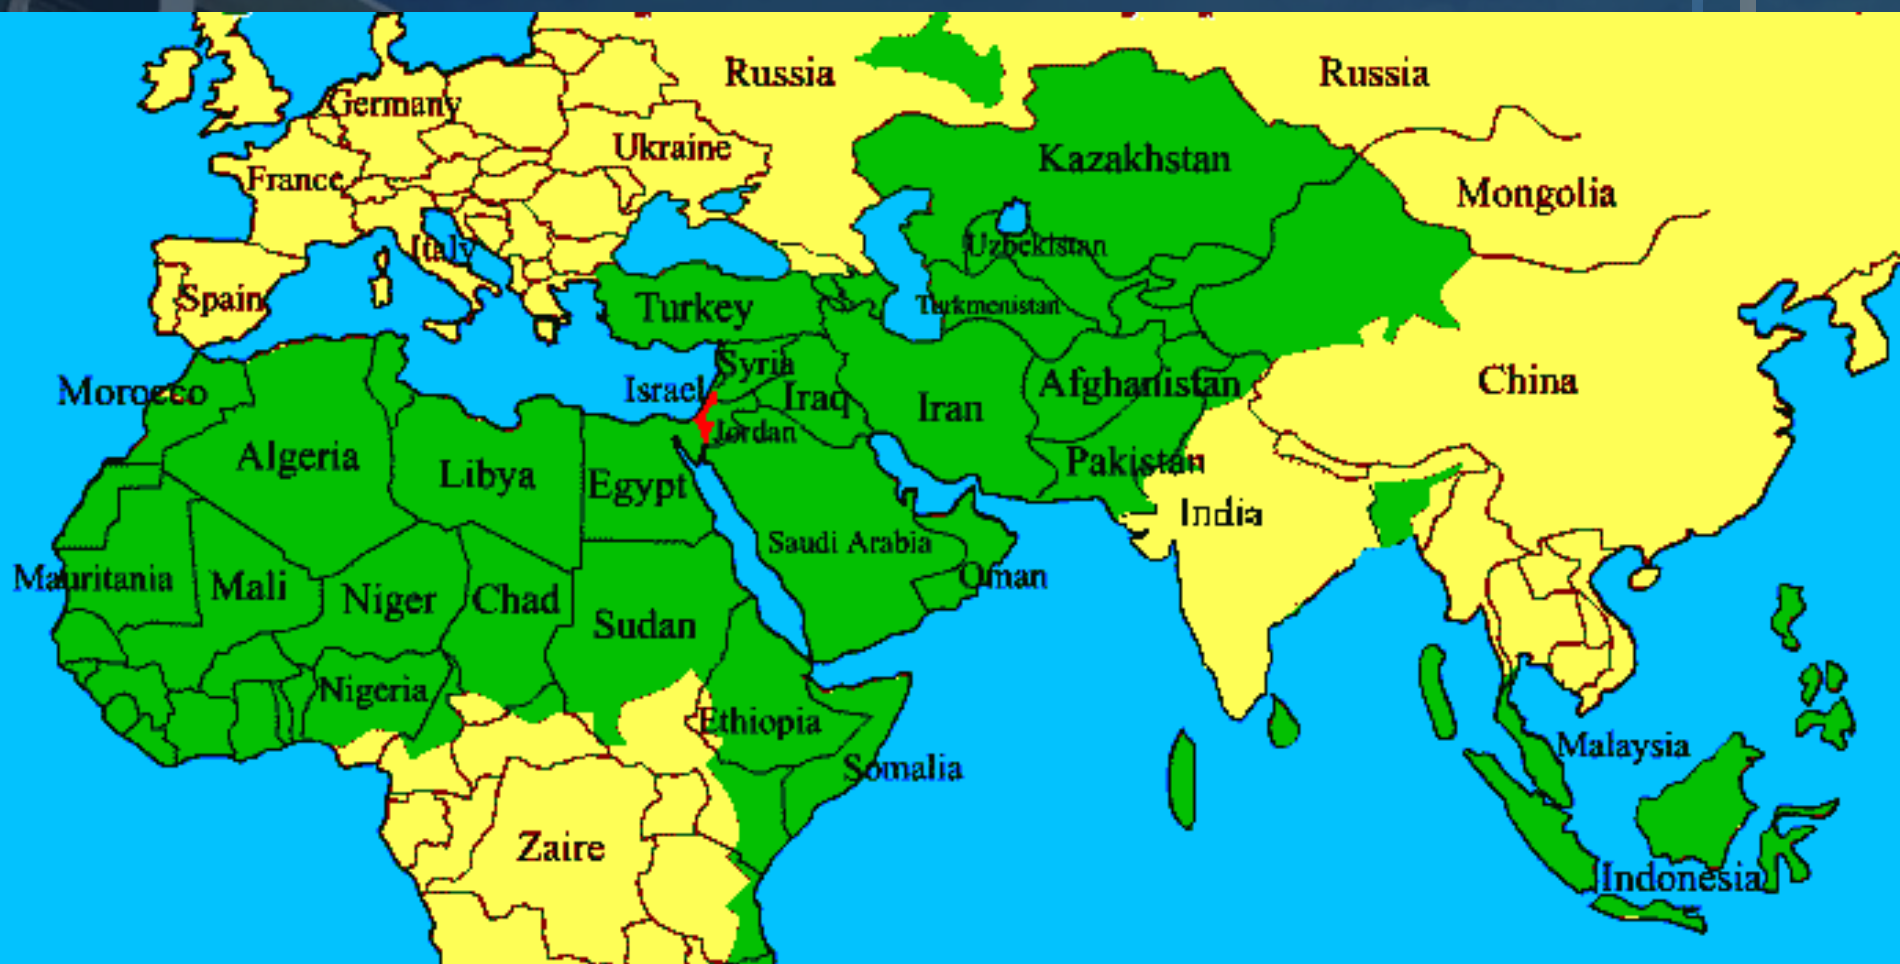 Russia
Russia
Germany
Ukraine
Kazakhstan
France
Mongolia
Italy
Uzbekistan
Spain
Turkey
Turkmenistan
Syria
Israel
Morocco
Iraq
Iran
Afghanistan
China
Jordan
Algeria
Libya
Egypt
Pakistan
India
Saudi Arabia
Oman
Mauritania
Mali
Niger
Chad
Sudan
Nigeria
Ethiopia
Somalia
Malaysia
Zaire
Indonesia